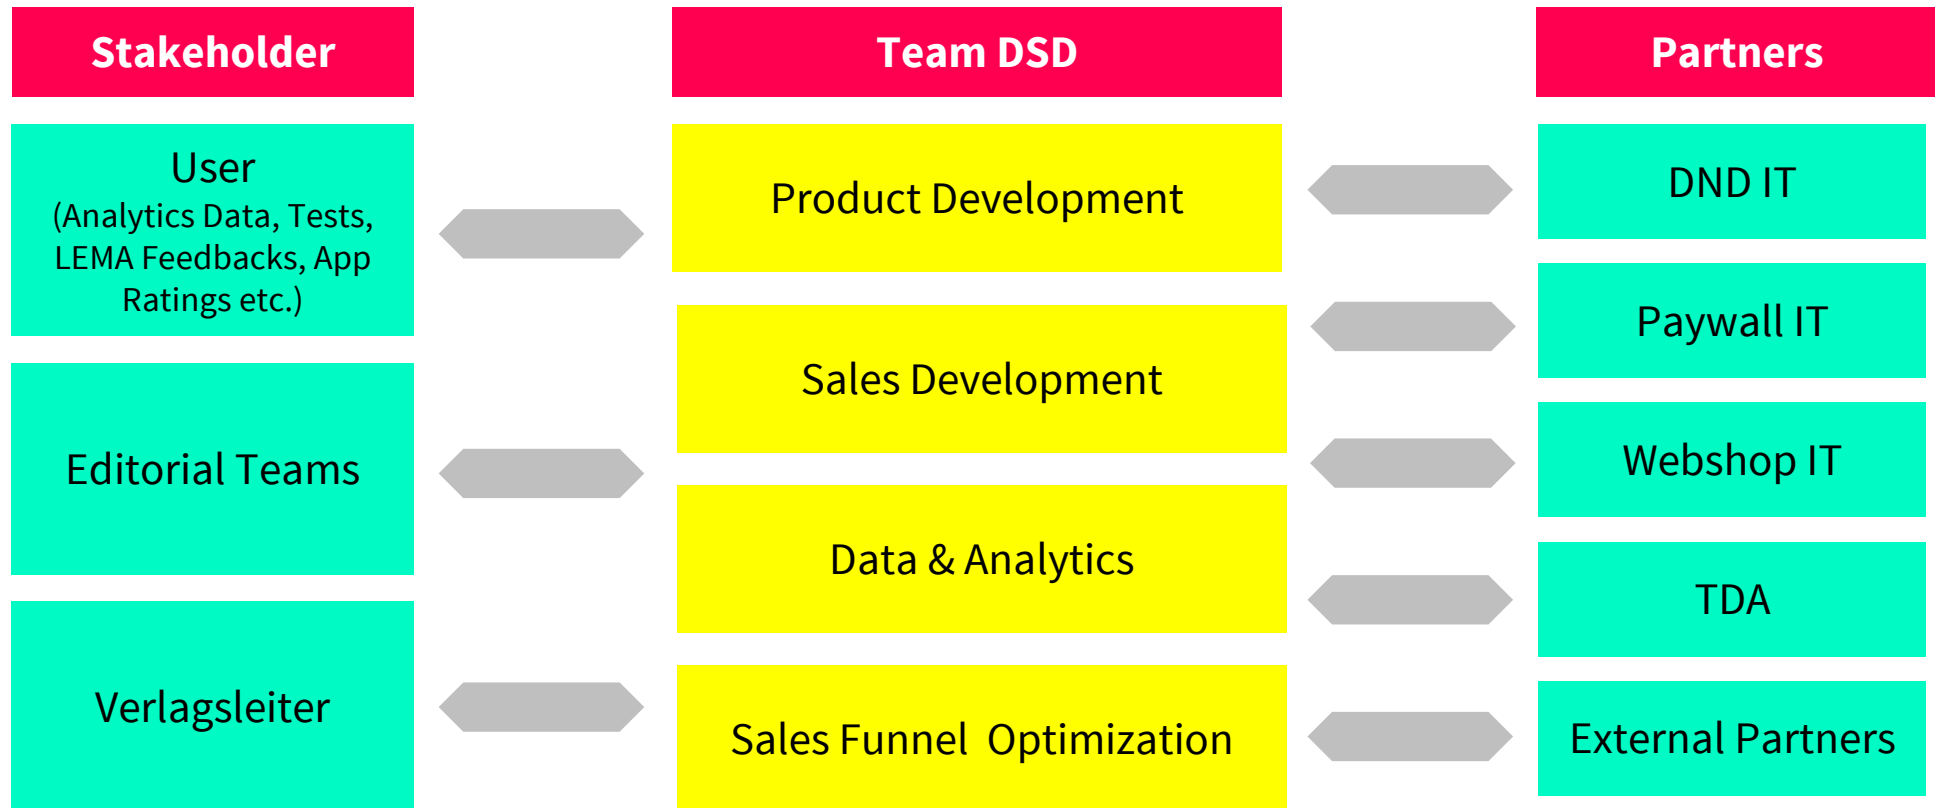 Stakeholder
Team DSD
Partners
User
(Analytics Data, Tests,
LEMA Feedbacks, App
Ratings etc.)
Editorial Teams
Verlagsleiter
Product Development
Sales Development
Data & Analytics
Sales Funnel  Optimization
DND IT
Paywall IT
Webshop IT
TDA
External Partners